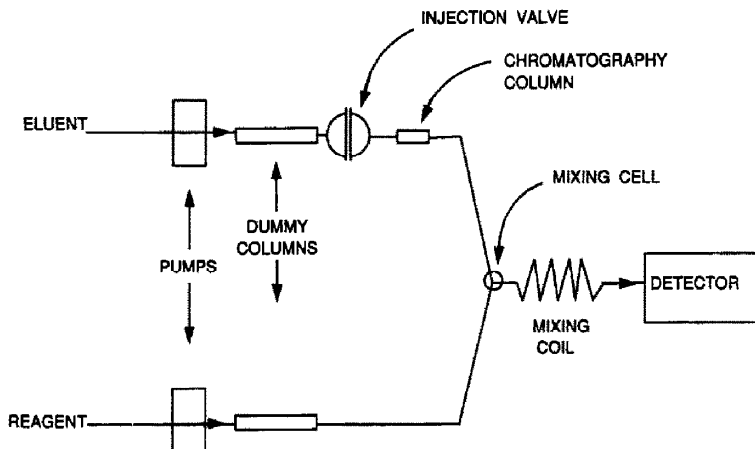 INJECTION VALVE
CHROMATOGRAPHY
COLUMN
ELUENT
MIXING CELL
DUMMY
COLUMNS
PUMPS
DETECTOR
MIXING
COIL
REAGENT